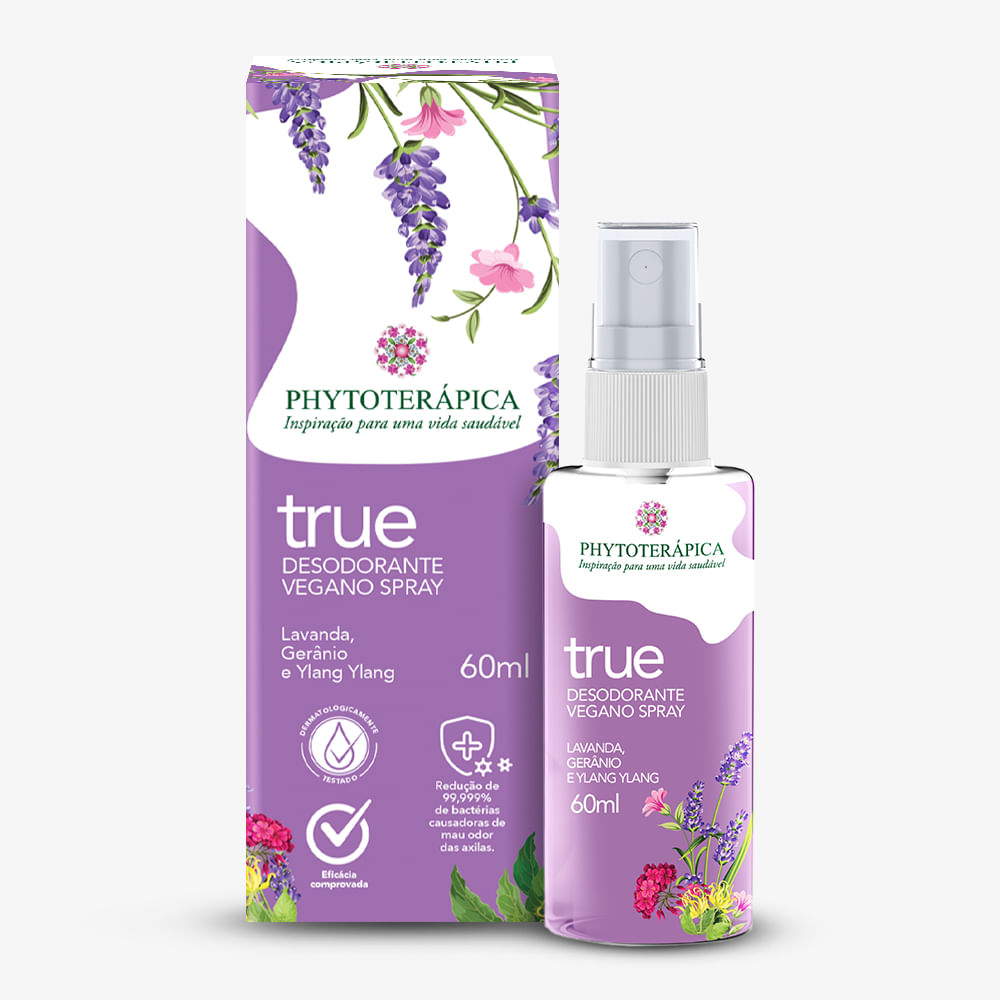 PHYTOTERÁPICA
Inspiração para uma vida saudável
true
DESODORANTE
VEGANO SPRAY
Lavanda,
Gerânio
e Ylang Ylang
60ml
DERMATOLOGICAMENTE
TESTADO
Redução de
99,999%
de bactérias
causadoras de
mau odor
das axilas.
Eficácia
comprovada
PHYTOTERÁPICA
Inspiração para uma vida saudável
true
DESODORANTE
VEGANO SPRAY
LAVANDA,
GERÂNIO
E YLANG YLANG
60ml